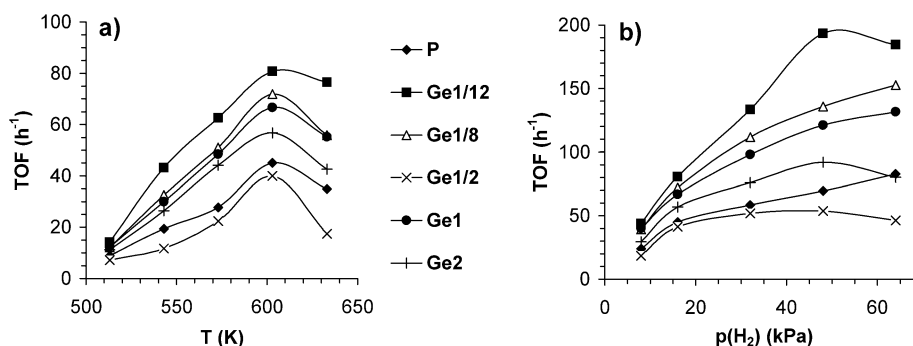 a)
TOF (h⁻¹)
100
80
60
40
20
0
500
550
600
650
T (K)
P
Ge1/12
Ge1/8
Ge1/2
Ge1
Ge2
b)
TOF (h⁻¹)
200
150
100
50
0
0
20
40
60
p(H₂) (kPa)